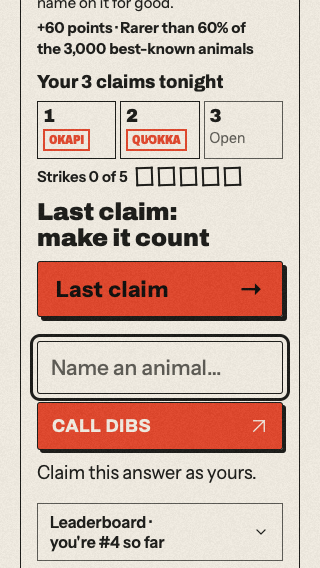 name on it for good.
+60 points · Rarer than 60% of
the 3,000 best-known animals
Your 3 claims tonight
1
OKAPI
2
QUOKKA
3
Open
Strikes 0 of 5
Last claim:
make it count
Last claim →
Name an animal...
CALL DIBS
Claim this answer as yours.
Leaderboard ·
you're #4 so far